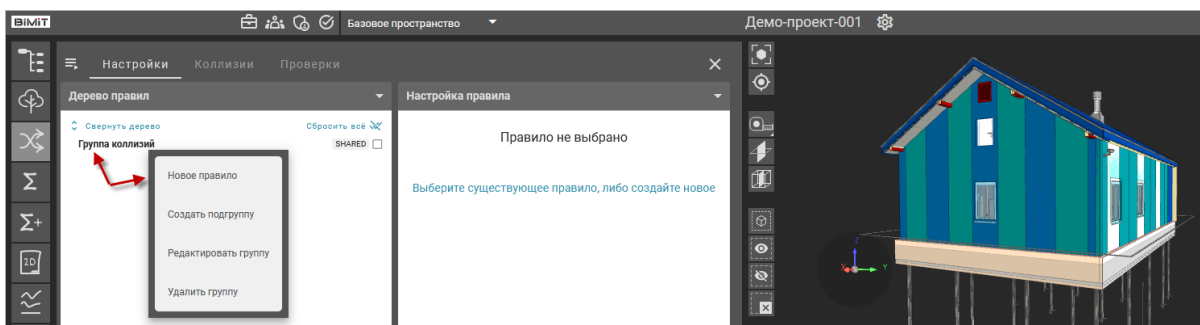 BIMIT Базовое пространство Демо-проект-001
Настройки Коллизии Проверки
Дерево правил Настройка правила
Свернуть дерево Сбросить всё
Группа коллизий SHARED Правило не выбрано
Новое правило
Выберите существующее правило, либо создайте новое
Создать подгруппу
Редактировать группу
Удалить группу
Σ
Σ+
2D
Z
X Y